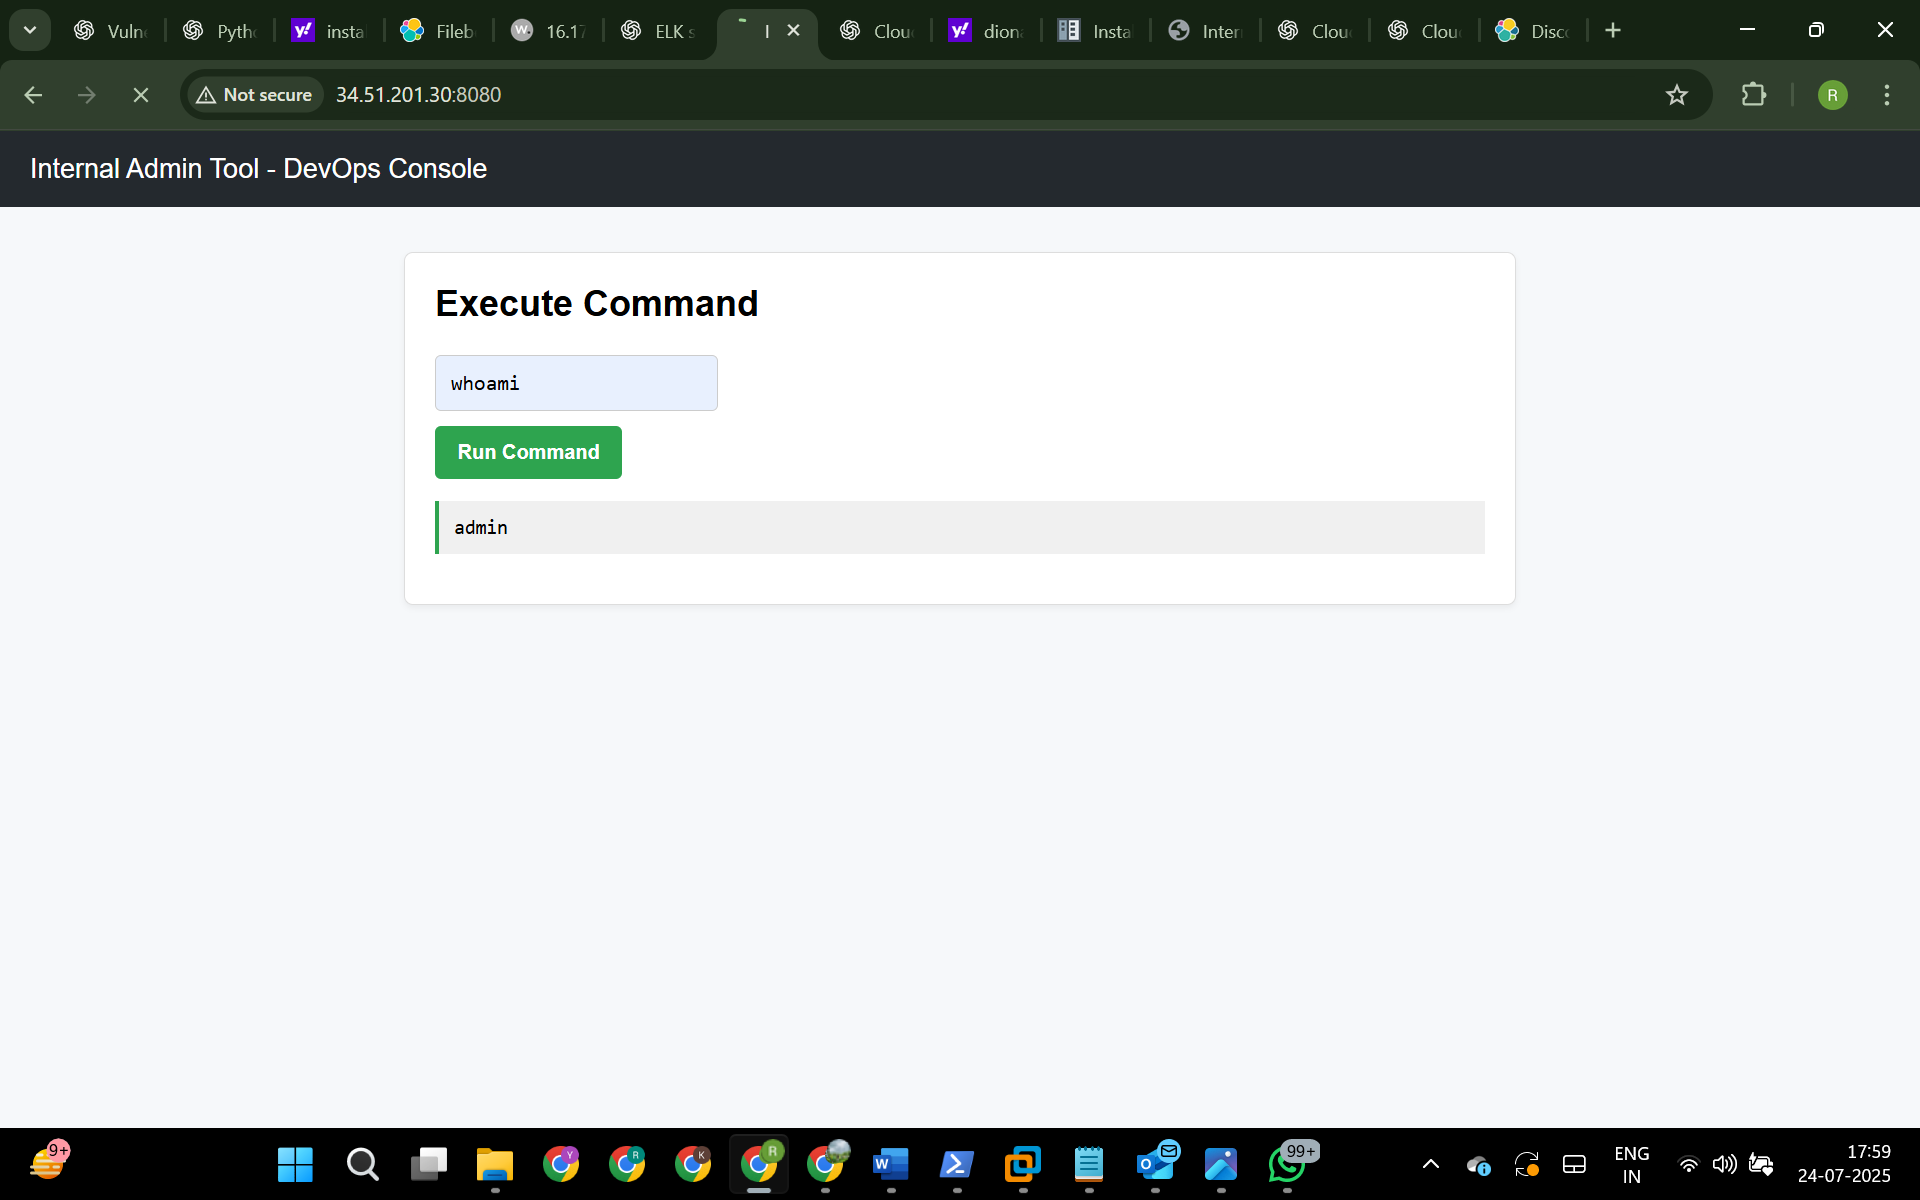 Vuln
Pyth
insta
Fileb
16.17
ELK s
I
Clou
dion
Insta
Inter
Clou
Clou
Disc
Not secure
34.51.201.30:8080
R
Internal Admin Tool - DevOps Console
Execute Command
whoami
Run Command
admin
9+
99+
ENG
IN
17:59
24-07-2025